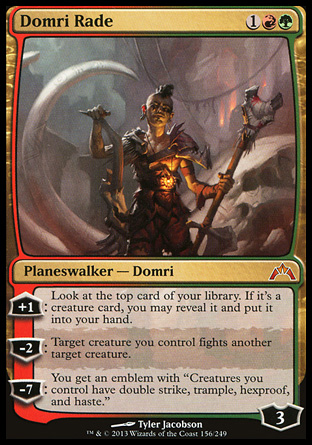 Domri Rade 1
Planeswalker — Domri
+1: Look at the top card of your library. If it's a
creature card, you may reveal it and put it
into your hand.
-2: Target creature you control fights another
target creature.
-7: You get an emblem with “Creatures you
control have double strike, trample, hexproof,
and haste.”
Tyler Jacobson
3
™ & © 2013 Wizards of the Coast 156/249